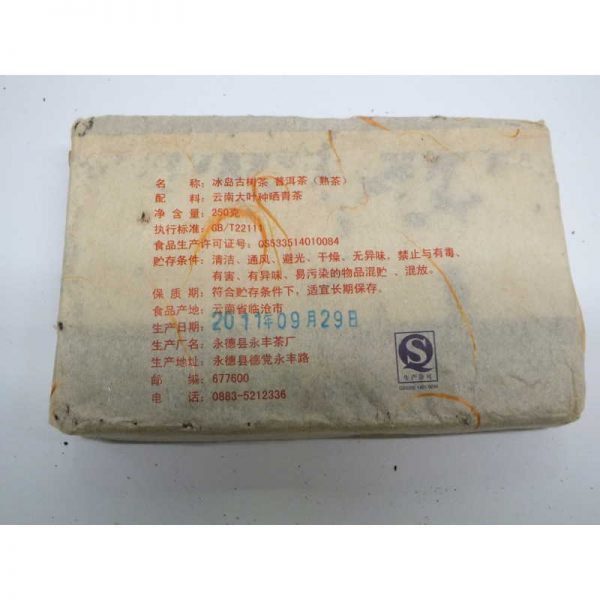 名 称：冰岛古树茶 普洱茶（熟茶）
配 料：云南大叶种晒青茶
净 含 量：250克
执行标准：GB/T22111
食品生产许可证号：QS533514010084
贮存条件：清洁、通风、避光、干燥、无异味，禁止与有毒、
有害、有异味、易污染的物品混贮 、混放。
保 质 期：符合贮存条件下，适宜长期保存。
食品产地：云南省临沧市
生产日期：2011年09月29日
生产厂名：永德县永丰茶厂
生产地址：永德县德党永丰路
邮 编：677600
电 话：0883-5212336
QS
生产许可